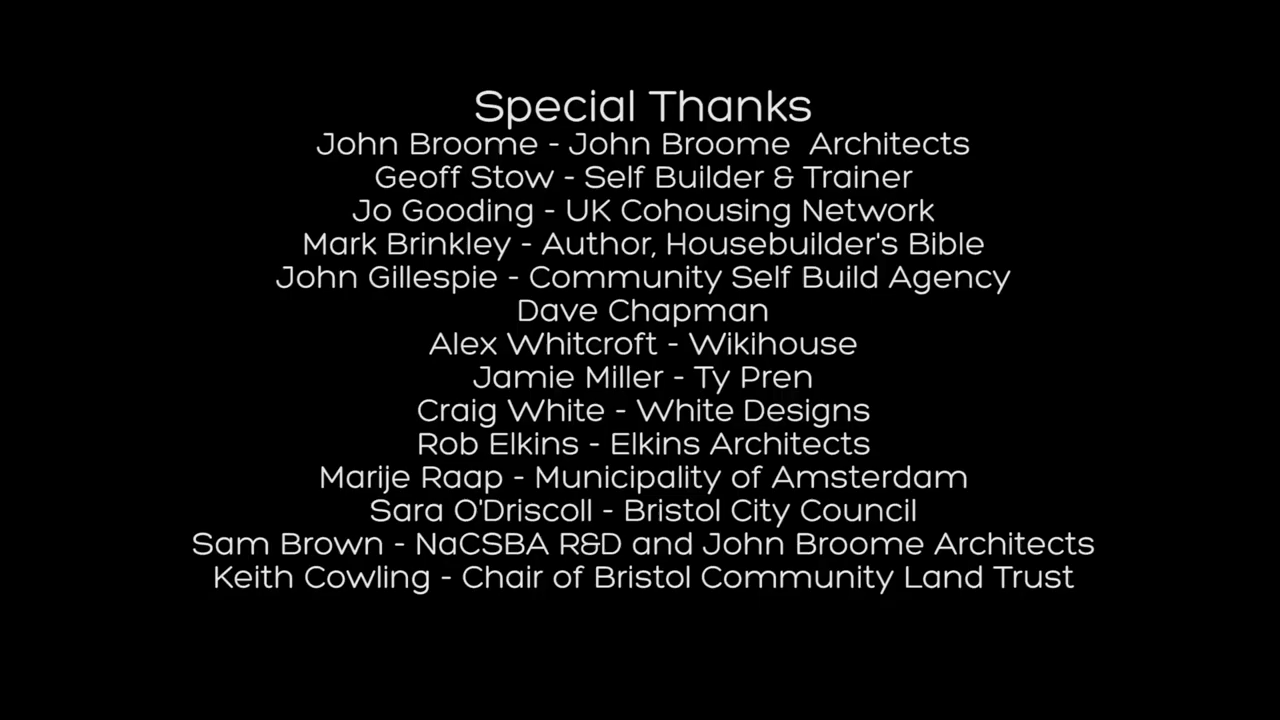 Special Thanks
John Broome - John Broome  Architects
Geoff Stow - Self Builder & Trainer
Jo Gooding - UK Cohousing Network
Mark Brinkley - Author, Housebuilder's Bible
John Gillespie - Community Self Build Agency
Dave Chapman
Alex Whitcroft - Wikihouse
Jamie Miller - Ty Pren
Craig White - White Designs
Rob Elkins - Elkins Architects
Marije Raap - Municipality of Amsterdam
Sara O'Driscoll - Bristol City Council
Sam Brown - NaCSBA R&D and John Broome Architects
Keith Cowling - Chair of Bristol Community Land Trust